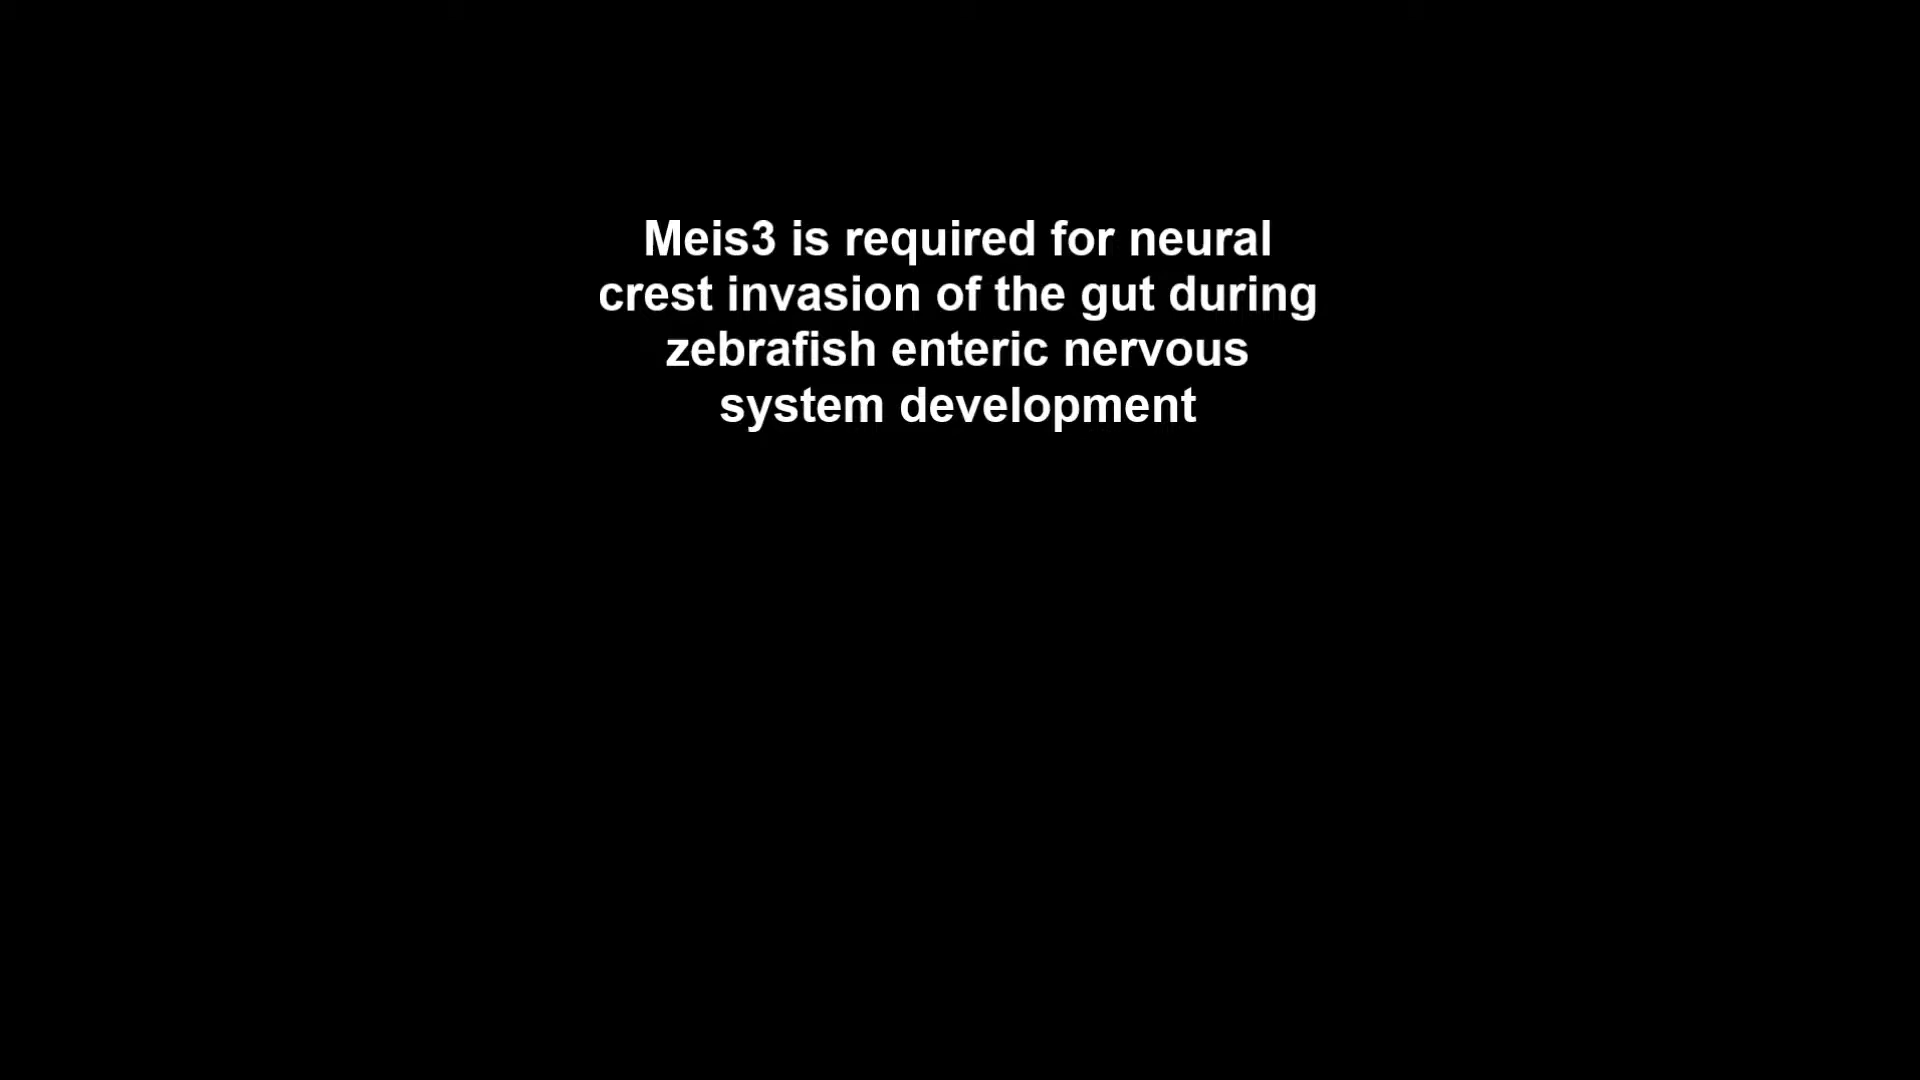 Meis3 is required for neural
crest invasion of the gut during
zebrafish enteric nervous
system development